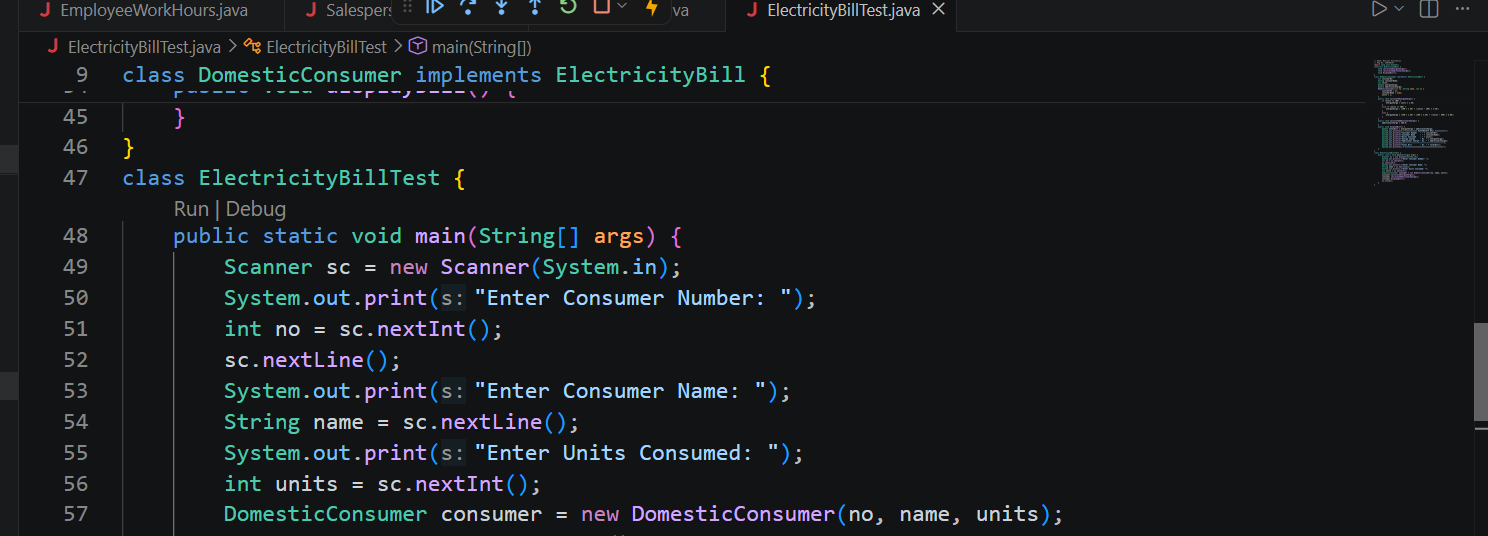 EmployeeWorkHours.java
Salespers
va
ElectricityBillTest.java
ElectricityBillTest.java > ElectricityBillTest > main(String[])
9 class DomesticConsumer implements ElectricityBill {
public void displayBill() {
45 }
46 }
47 class ElectricityBillTest {
Run | Debug
48 public static void main(String[] args) {
49 Scanner sc = new Scanner(System.in);
50 System.out.print(s: "Enter Consumer Number: ");
51 int no = sc.nextInt();
52 sc.nextLine();
53 System.out.print(s: "Enter Consumer Name: ");
54 String name = sc.nextLine();
55 System.out.print(s: "Enter Units Consumed: ");
56 int units = sc.nextInt();
57 DomesticConsumer consumer = new DomesticConsumer(no, name, units);